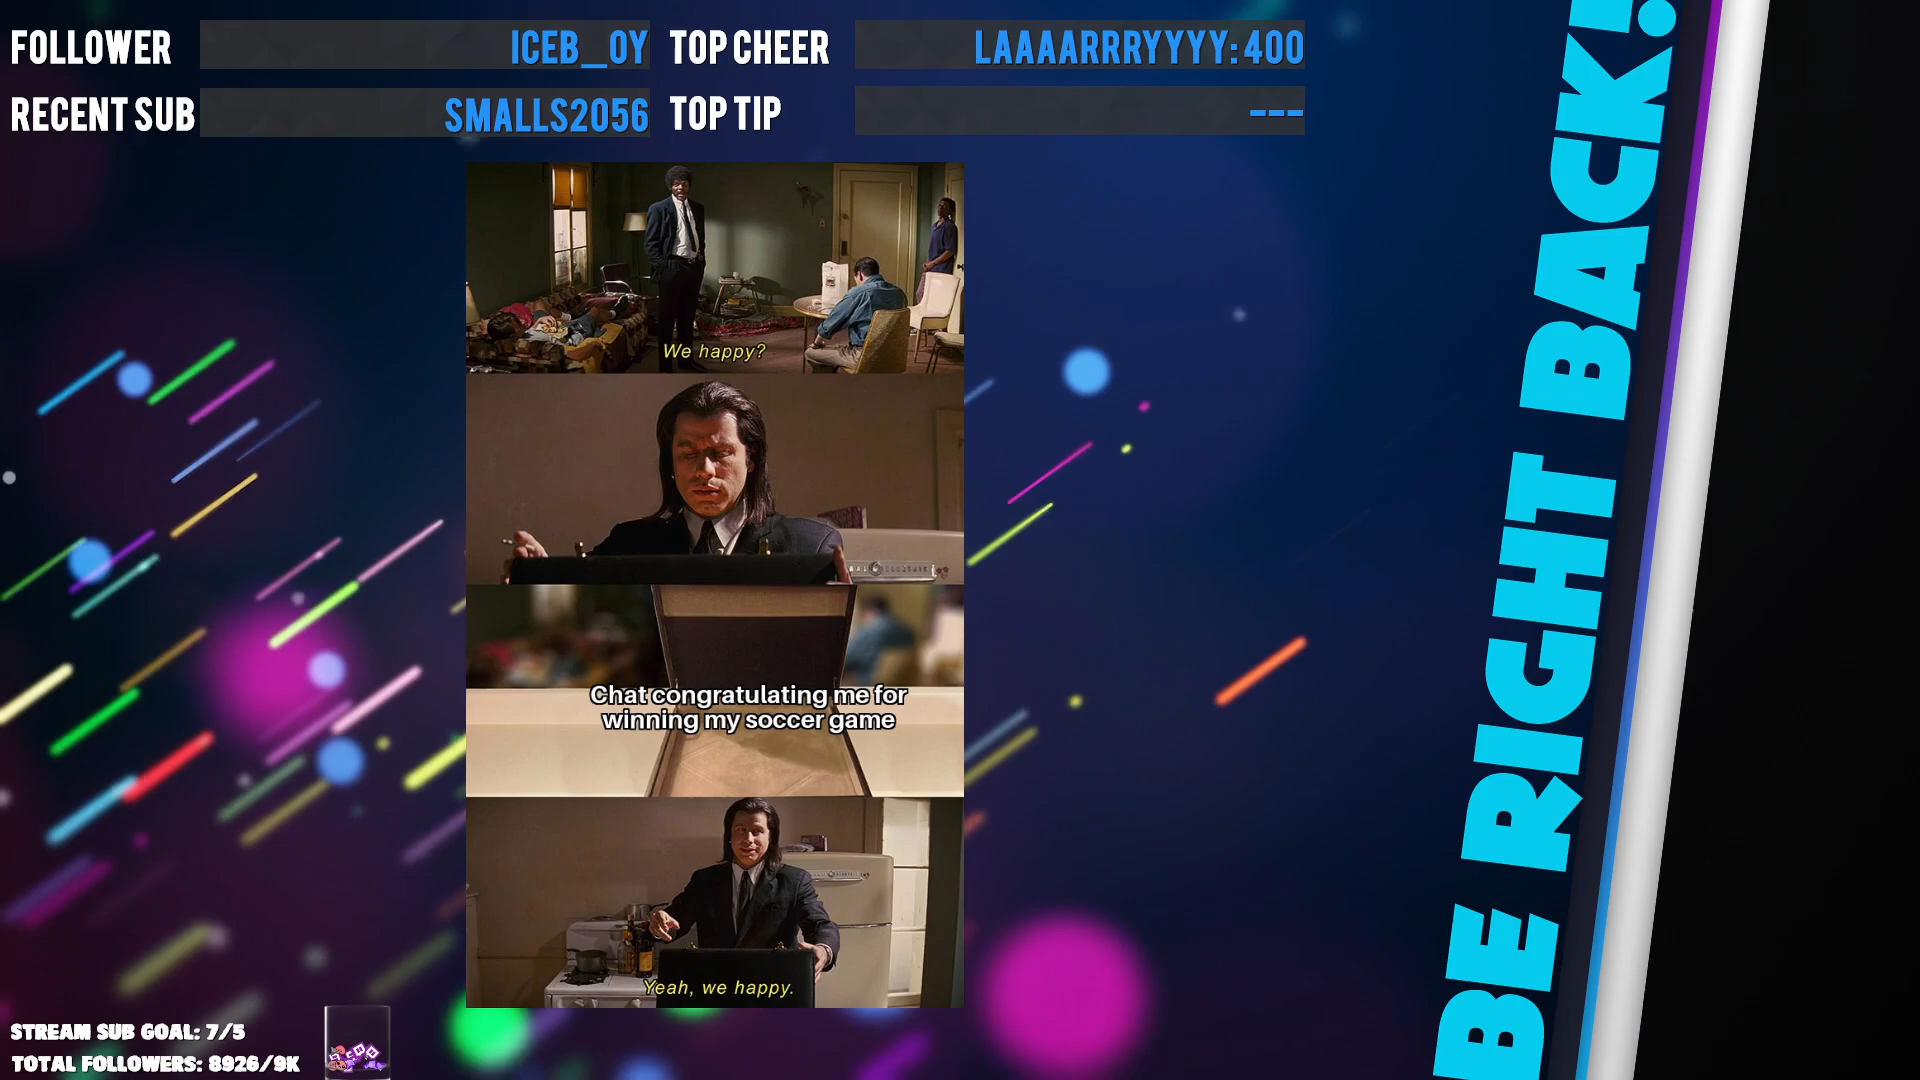 FOLLOWER ICEB_OY TOP CHEER LAAAARRRYYYY: 400
RECENT SUB SMALLS2056 TOP TIP ---
We happy?
Chat congratulating me for
winning my soccer game
Yeah, we happy.
BE RIGHT BACK!
STREAM SUB GOAL: 7/5
TOTAL FOLLOWERS: 8926/9K